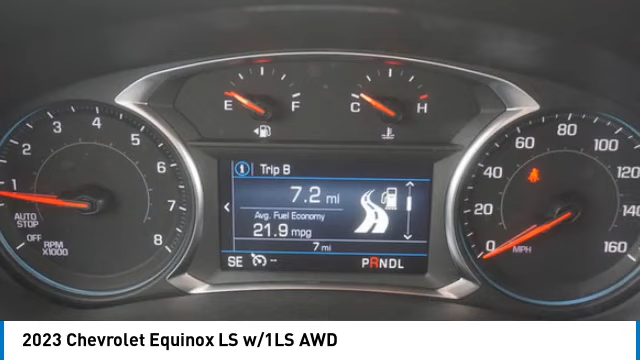 E F C H
1 2 3 4 5 6 7 8
AUTO
STOP
OFF
RPM
X1000
i Trip B
7.2 mi
Avg. Fuel Economy
21.9 mpg
7 mi
SE -- PRNDL
0 20 40 60 80 100 120 140 160
MPH
2023 Chevrolet Equinox LS w/1LS AWD